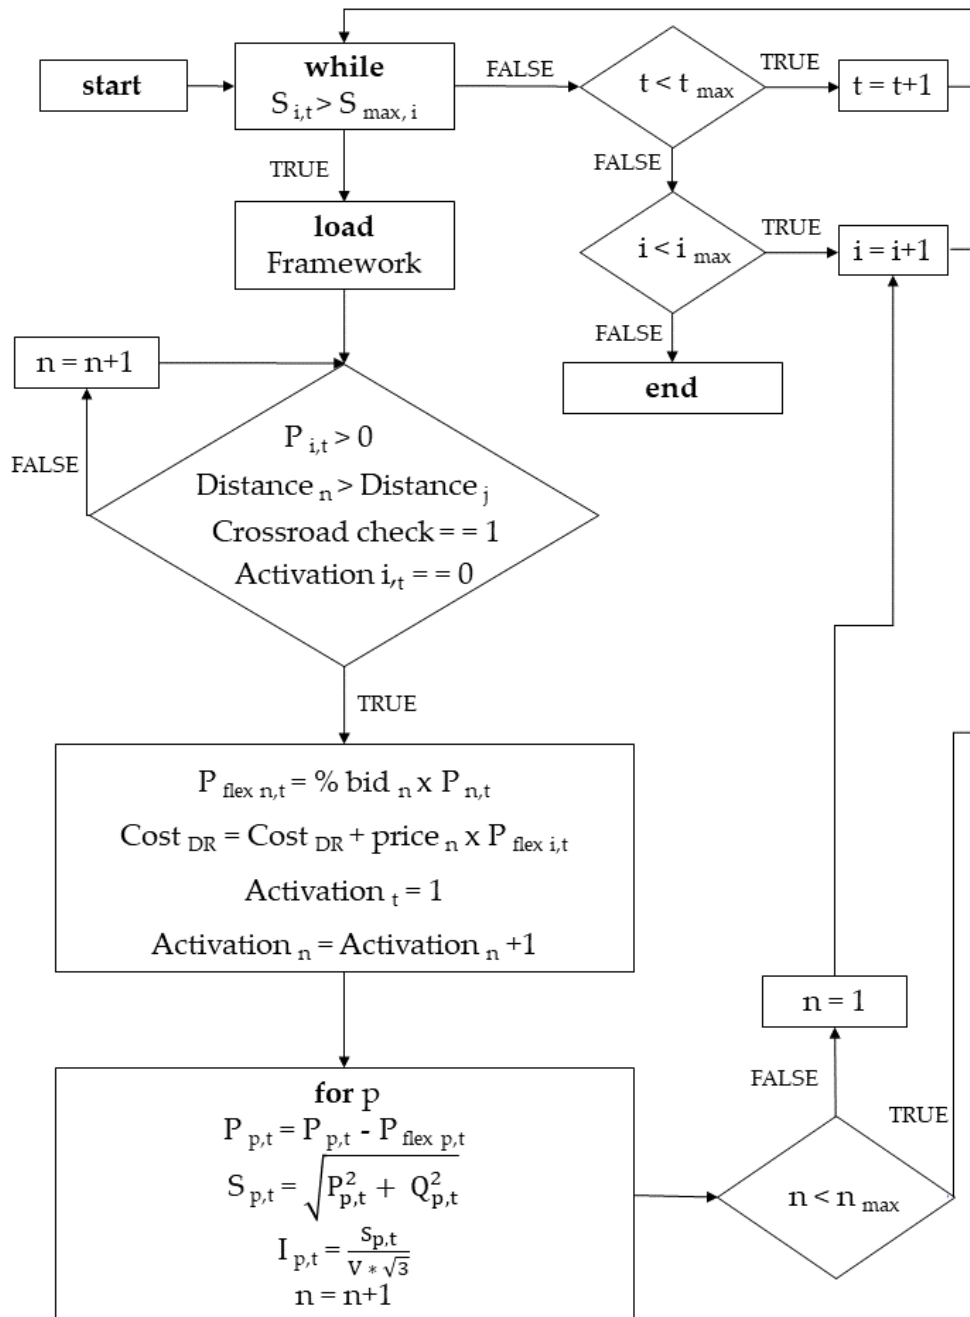 start
while
S i,t > S max, i
FALSE
t < t max
TRUE
t = t+1
TRUE
FALSE
load
Framework
i < i max
TRUE
i = i+1
FALSE
end
n = n+1
FALSE
P i,t > 0
Distance n > Distance j
Crossroad check = = 1
Activation i,t = = 0
TRUE
P flex n,t = % bid n x P n,t
Cost DR = Cost DR + price n x P flex i,t
Activation t = 1
Activation n = Activation n +1
n = 1
FALSE
TRUE
n < n max
for p
P p,t = P p,t - P flex p,t
S p,t = √P²p,t + Q²p,t
I p,t = Sp,t / V * √3
n = n+1